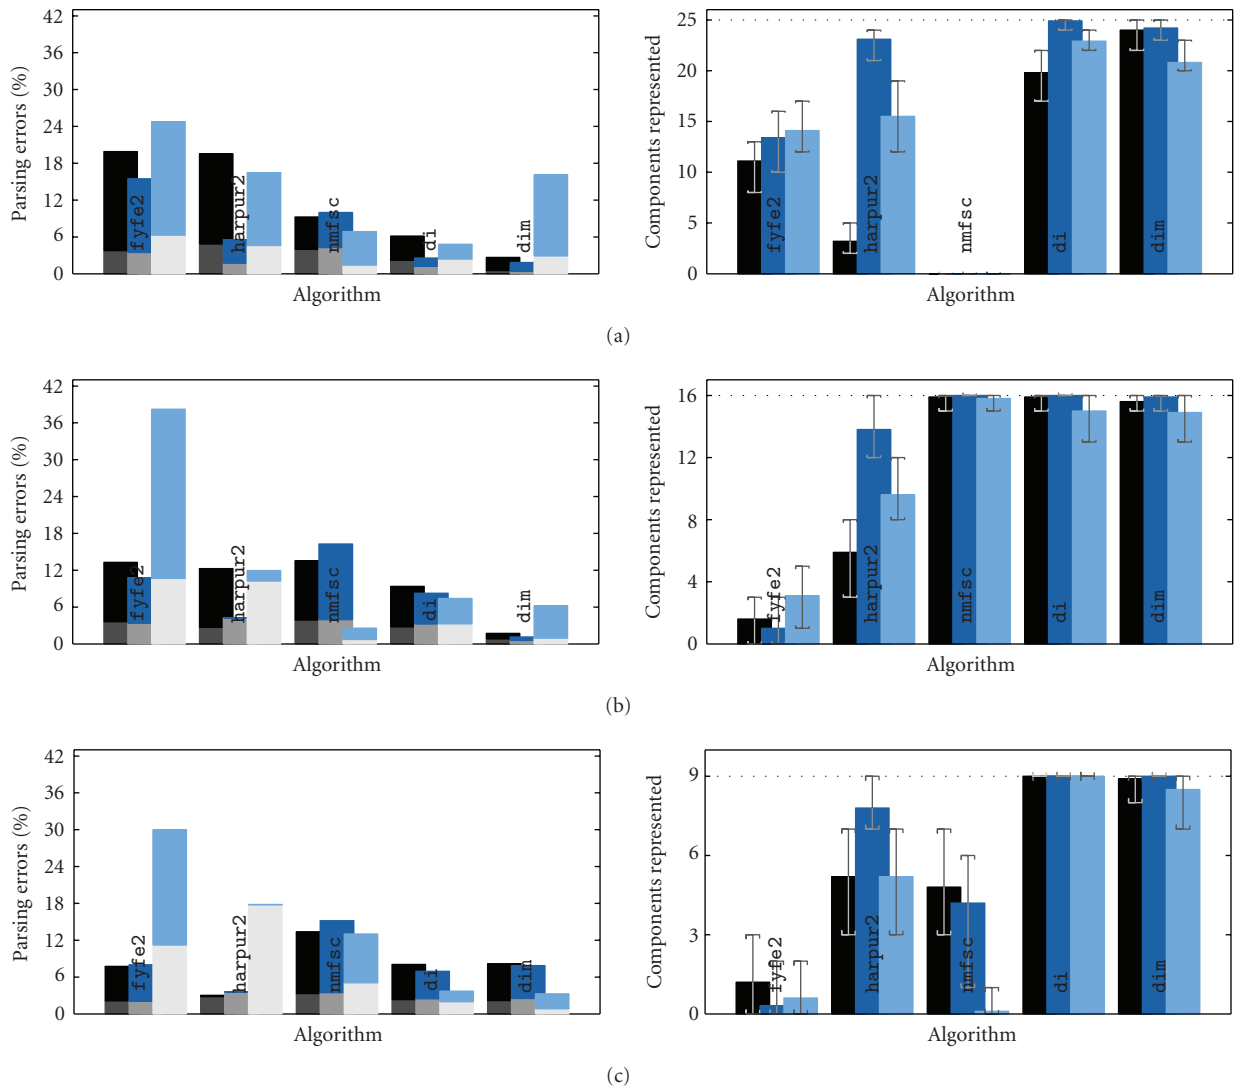 Parsing errors (%)
42
36
30
24
18
12
6
0
fyfe2
harpur2
nmfsc
di
dim
Algorithm
Components represented
25
20
15
10
5
0
fyfe2
harpur2
nmfsc
di
dim
Algorithm
(a)
Parsing errors (%)
42
36
30
24
18
12
6
0
fyfe2
harpur2
nmfsc
di
dim
Algorithm
Components represented
16
12
8
4
0
fyfe2
harpur2
nmfsc
di
dim
Algorithm
(b)
Parsing errors (%)
42
36
30
24
18
12
6
0
fyfe2
harpur2
nmfsc
di
dim
Algorithm
Components represented
9
6
3
0
fyfe2
harpur2
nmfsc
di
dim
Algorithm
(c)